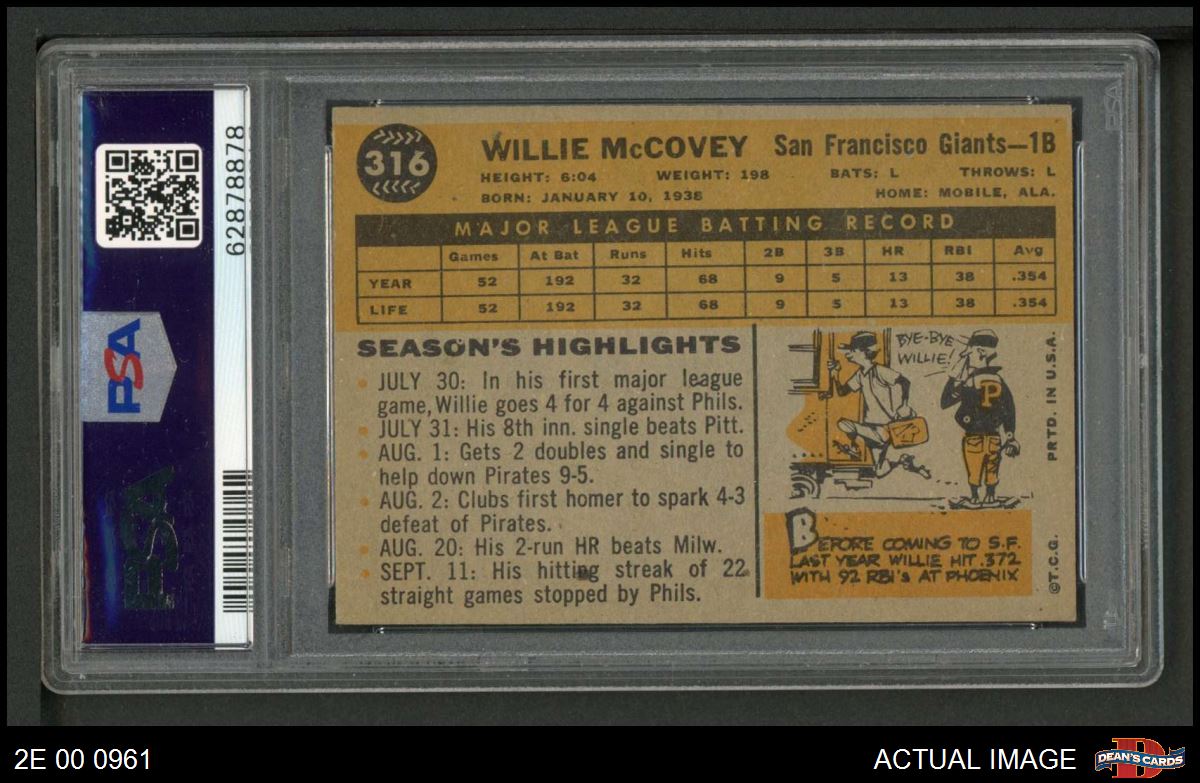 62878878
PSA
PSA
316
WILLIE McCOVEY San Francisco Giants—1B
HEIGHT: 6:04 WEIGHT: 198 BATS: L THROWS: L
BORN: JANUARY 10, 1938 HOME: MOBILE, ALA.
MAJOR LEAGUE BATTING RECORD
Games At Bat Runs Hits 2B 3B HR RBI Avg
YEAR 52 192 32 68 9 5 13 38 .354
LIFE 52 192 32 68 9 5 13 38 .354
SEASON'S HIGHLIGHTS
JULY 30: In his first major league
game, Willie goes 4 for 4 against Phils.
JULY 31: His 8th inn. single beats Pitt.
AUG. 1: Gets 2 doubles and single to
help down Pirates 9-5.
AUG. 2: Clubs first homer to spark 4-3
defeat of Pirates.
AUG. 20: His 2-run HR beats Milw.
SEPT. 11: His hitting streak of 22
straight games stopped by Phils.
BYE-BYE
WILLIE!
P
BEFORE COMING TO S.F.
LAST YEAR WILLIE HIT .372
WITH 92 RBI's AT PHOENIX
PRTD. IN U.S.A.
©T.C.G.
2E 00 0961
ACTUAL IMAGE
D
DEAN'S CARDS